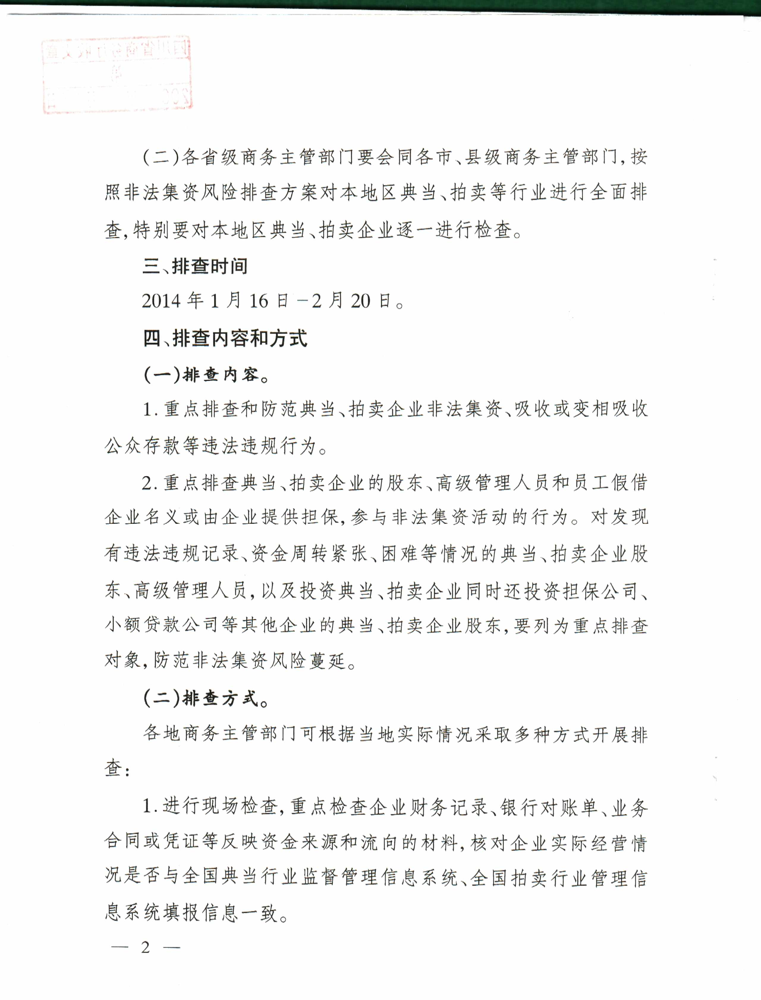 (二)各省级商务主管部门要会同各市、县级商务主管部门,按
照非法集资风险排查方案对本地区典当、拍卖等行业进行全面排
查,特别要对本地区典当、拍卖企业逐一进行检查。
三、排查时间
2014 年 1 月 16 日 –2 月 20 日。
四、排查内容和方式
(一)排查内容。
1. 重点排查和防范典当、拍卖企业非法集资、吸收或变相吸收
公众存款等违法违规行为。
2. 重点排查典当、拍卖企业的股东、高级管理人员和员工假借
企业名义或由企业提供担保,参与非法集资活动的行为。对发现
有违法违规记录、资金周转紧张、困难等情况的典当、拍卖企业股
东、高级管理人员,以及投资典当、拍卖企业同时还投资担保公司、
小额贷款公司等其他企业的典当、拍卖企业股东,要列为重点排查
对象,防范非法集资风险蔓延。
(二)排查方式。
各地商务主管部门可根据当地实际情况采取多种方式开展排
查:
1. 进行现场检查,重点检查企业财务记录、银行对账单、业务
合同或凭证等反映资金来源和流向的材料,核对企业实际经营情
况是否与全国典当行业监督管理信息系统、全国拍卖行业管理信
息系统填报信息一致。
— 2 —